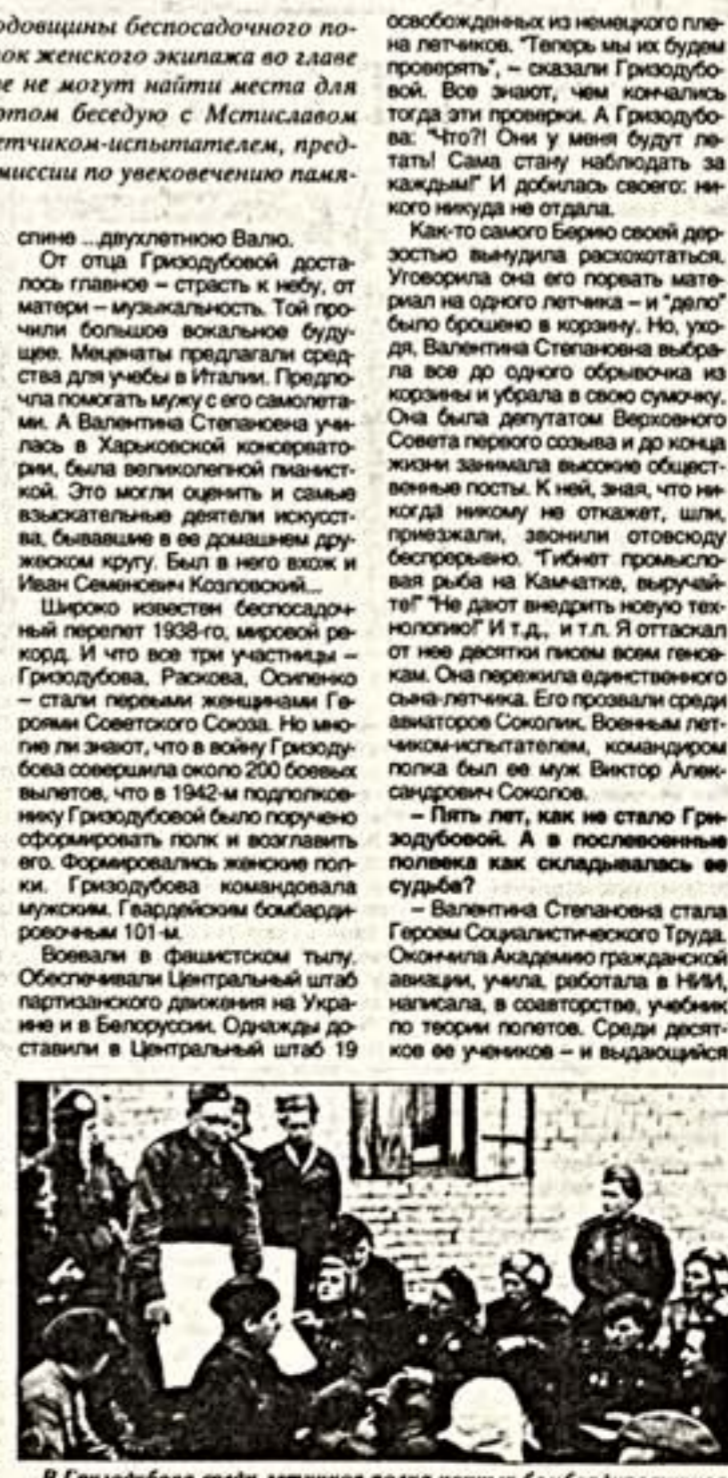 одовщины беспосадочного по-
ок женского экипажа во главе
е не могут найти места для
этом беседую с Мстиславом
етчиком-испытателем, пред-
миссии по увековечению памя-
спине ...двухлетнюю Валю.
От отца Гризодубовой доста-
лось главное – страсть к небу, от
матери – музыкальность. Той про-
чили большое вокальное буду-
щее. Меценаты предлагали сред-
ства для учебы в Италии. Предпо-
чла помогать мужу с его самолета-
ми. А Валентина Степановна учи-
лась в Харьковской консервато-
рии, была великолепной пианист-
кой. Это могли оценить и самые
взыскательные деятели искусст-
ва, бывавшие в ее домашнем дру-
жеском кругу. Был в него вхож и
Иван Семенович Козловский...
Широко известен беспосадоч-
ный перелет 1938-го, мировой ре-
корд. И что все три участницы –
Гризодубова, Раскова, Осипенко
– стали первыми женщинами Ге-
роями Советского Союза. Но мно-
гие ли знают, что в войну Гризоду-
бова совершила около 200 боевых
вылетов, что в 1942-м подполков-
нику Гризодубовой было поручено
сформировать полк и возглавить
его. Формировались женские пол-
ки. Гризодубова командовала
мужским. Гвардейским бомбарди-
ровочным 101-м.
Воевали в фашистском тылу.
Обеспечивали Центральный штаб
партизанского движения на Укра-
ине и в Белоруссии. Однажды до-
ставили в Центральный штаб 19
освобожденных из немецкого пле-
на летчиков. "Теперь мы их будем
проверять", – сказали Гризодубо-
вой. Все знают, чем кончались
тогда эти проверки. А Гризодубо-
ва: "Что?! Они у меня будут ле-
тать! Сама стану наблюдать за
каждым!" И добилась своего: ни-
кого никуда не отдала.
Как-то самого Берию своей дер-
зостью вынудила расхохотаться.
Уговорила она его порвать мате-
риал на одного летчика – и "дело"
было брошено в корзину. Но, ухо-
дя, Валентина Степановна выбра-
ла все до одного обрывочка из
корзины и убрала в свою сумочку.
Она была депутатом Верховного
Совета первого созыва и до конца
жизни занимала высокие общест-
венные посты. К ней, зная, что ни-
когда никому не откажет, шли,
приезжали, звонили отовсюду
беспрерывно. "Гибнет промысло-
вая рыба на Камчатке, выручай-
те!" "Не дают внедрить новую тех-
нологию!" И т.д., и т.п. Я оттаскал
от нее десятки писем всем генсе-
кам. Она пережила единственного
сына-летчика. Его прозвали среди
авиаторов Соколик. Военным лет-
чиком-испытателем, командиром
полка был ее муж Виктор Алек-
сандрович Соколов.
– Пять лет, как не стало Гри-
зодубовой. А в послевоенные
полвека как складывалась ее
судьба?
– Валентина Степановна стала
Героем Социалистического Труда.
Окончила Академию гражданской
авиации, учила, работала в НИИ,
написала, в соавторстве, учебник
по теории полетов. Среди десят-
ков ее учеников – и выдающийся
В Гризодубова среди летчиков полка